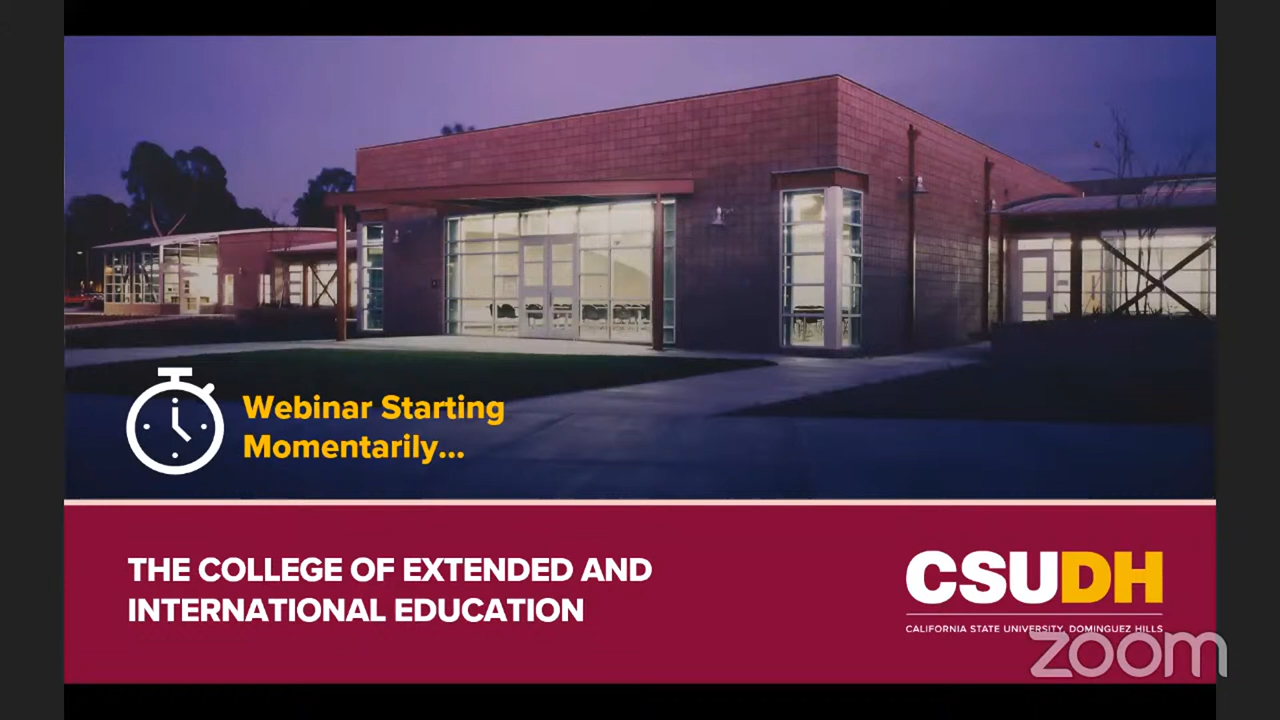 Webinar Starting
Momentarily...
THE COLLEGE OF EXTENDED AND
INTERNATIONAL EDUCATION
CSUDH
CALIFORNIA STATE UNIVERSITY, DOMINGUEZ HILLS
zoom